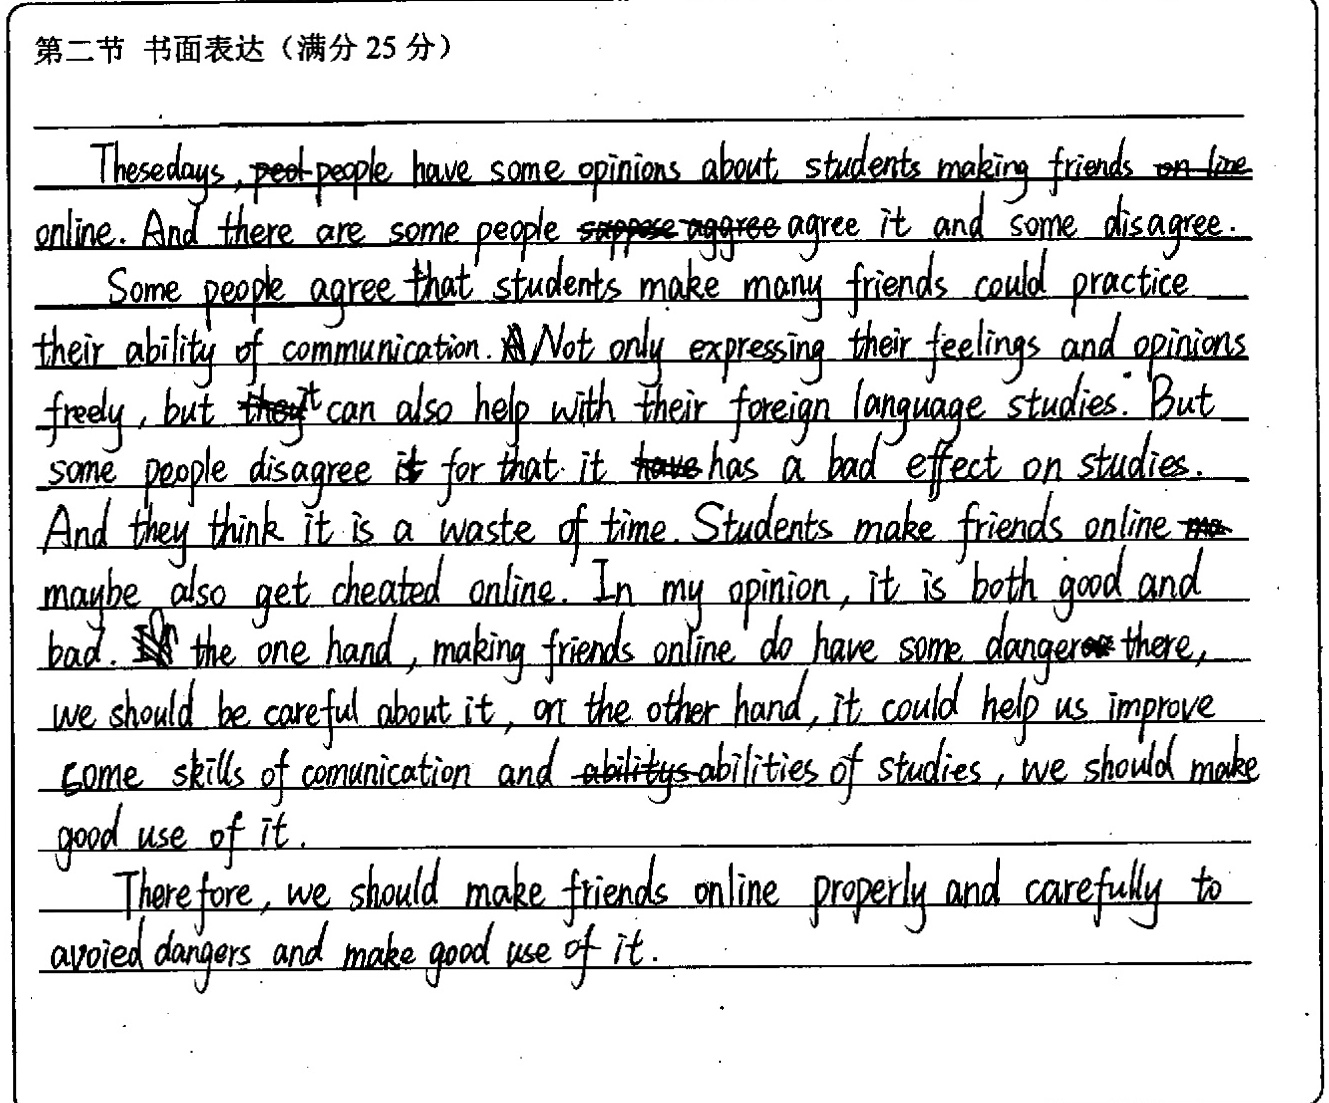 第二节 书面表达（满分 25 分）
Thesedays, people have some opinions about students making friends
online. And there are some people agree it and some disagree.
Some people agree that students make many friends could practice
their ability of communication. Not only expressing their feelings and opinions
freely, but it can also help with their foreign language studies. But
some people disagree it for that it has a bad effect on studies.
And they think it is a waste of time. Students make friends online
maybe also get cheated online. In my opinion, it is both good and
bad. On the one hand, making friends online do have some danger there,
we should be careful about it, on the other hand, it could help us improve
some skills of comunication and abilities of studies, we should make
good use of it.
Therefore, we should make friends online properly and carefully to
avoied dangers and make good use of it.